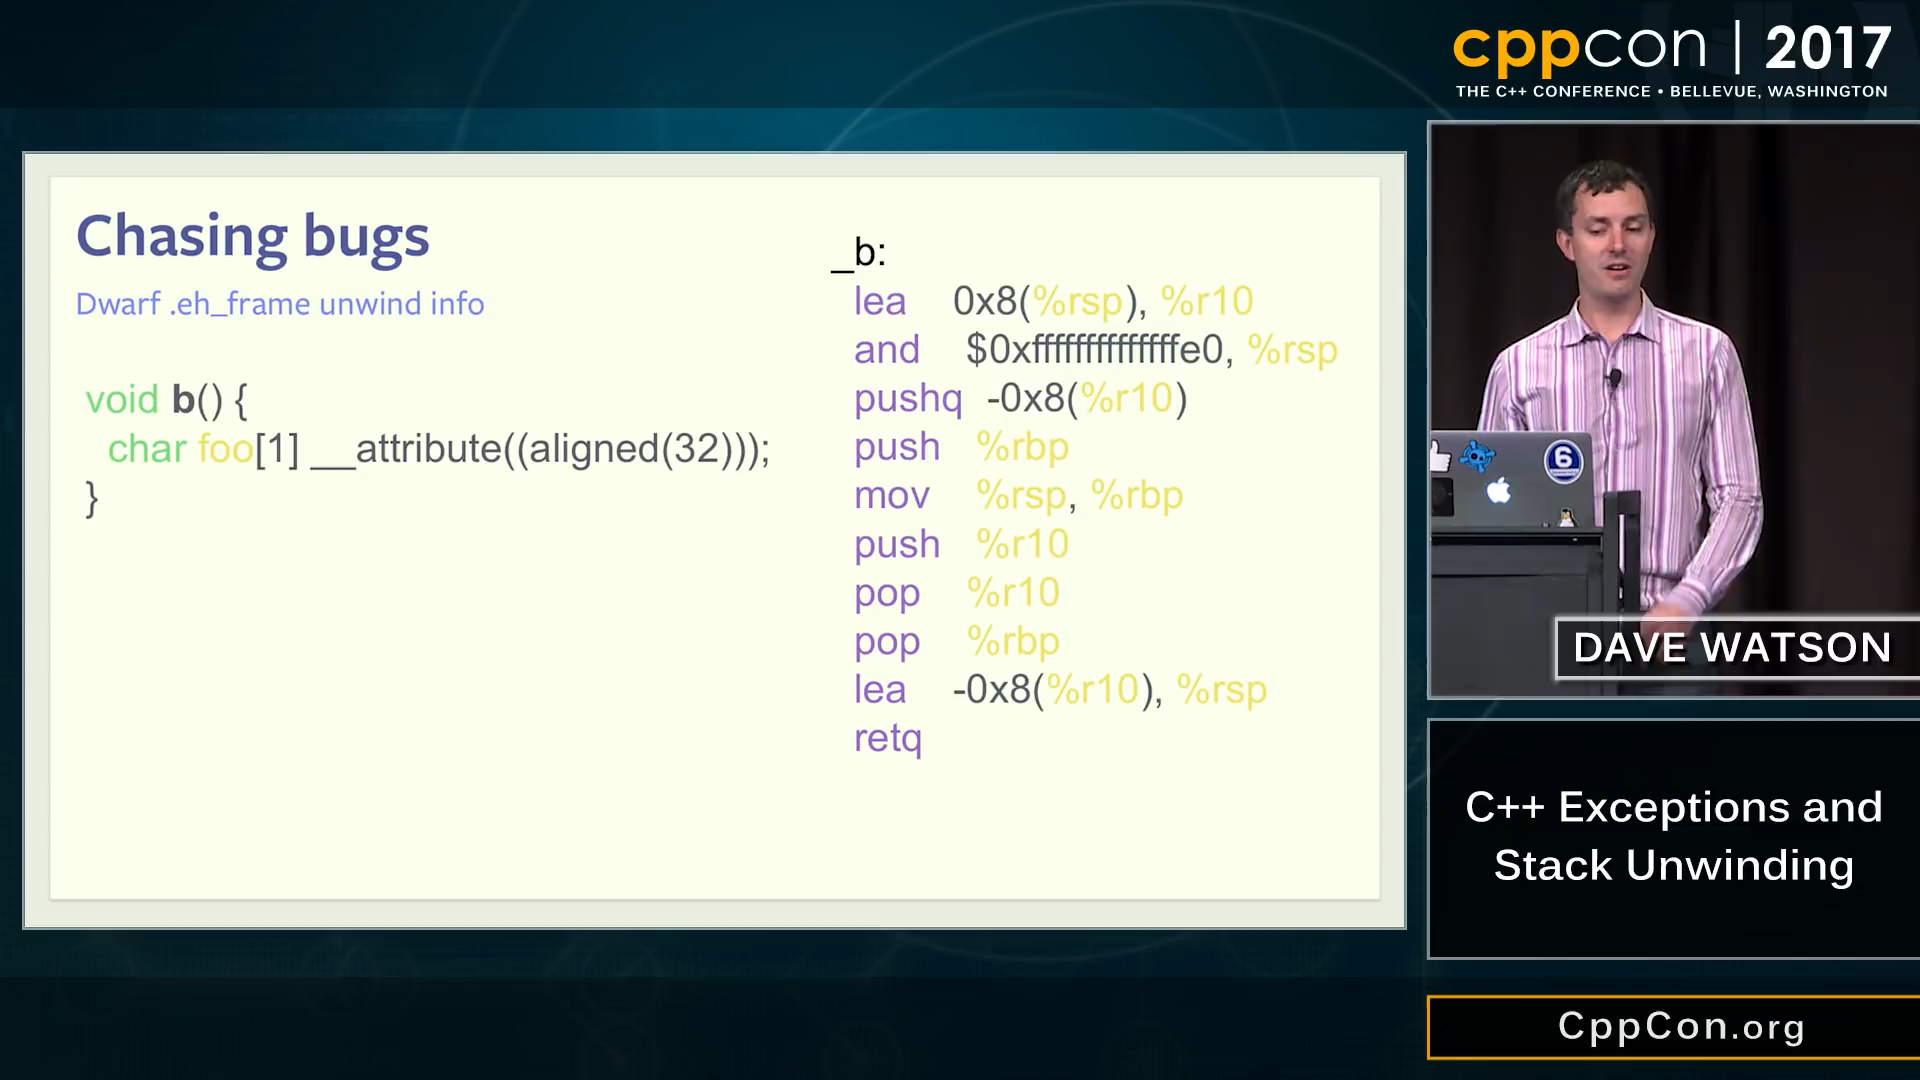 cppcon | 2017
THE C++ CONFERENCE • BELLEVUE, WASHINGTON
Chasing bugs
Dwarf .eh_frame unwind info
void b() {
char foo[1] __attribute((aligned(32)));
}
_b:
lea 0x8(%rsp), %r10
and $0xffffffffffffffe0, %rsp
pushq -0x8(%r10)
push %rbp
mov %rsp, %rbp
push %r10
pop %r10
pop %rbp
lea -0x8(%r10), %rsp
retq
6
DAVE WATSON
C++ Exceptions and
Stack Unwinding
CppCon.org